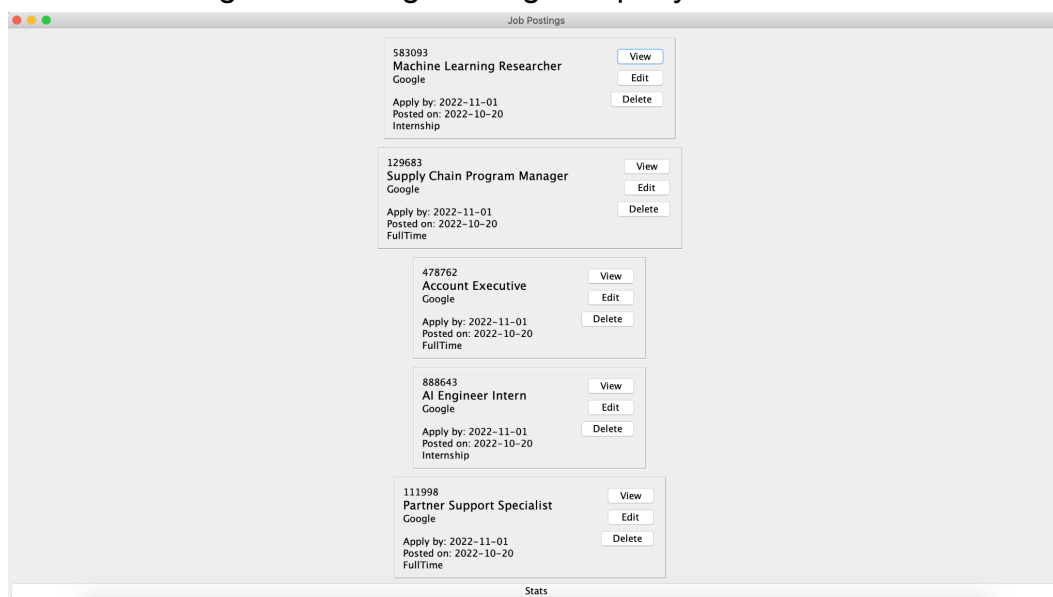 Job Postings
583093
View
Machine Learning Researcher
Google
Edit
Apply by: 2022-11-01
Delete
Posted on: 2022-10-20
Internship
129683
View
Supply Chain Program Manager
Google
Edit
Apply by: 2022-11-01
Delete
Posted on: 2022-10-20
FullTime
478762
View
Account Executive
Google
Edit
Apply by: 2022-11-01
Delete
Posted on: 2022-10-20
FullTime
888643
View
AI Engineer Intern
Google
Edit
Apply by: 2022-11-01
Delete
Posted on: 2022-10-20
Internship
111998
View
Partner Support Specialist
Google
Edit
Apply by: 2022-11-01
Delete
Posted on: 2022-10-20
FullTime
Stats